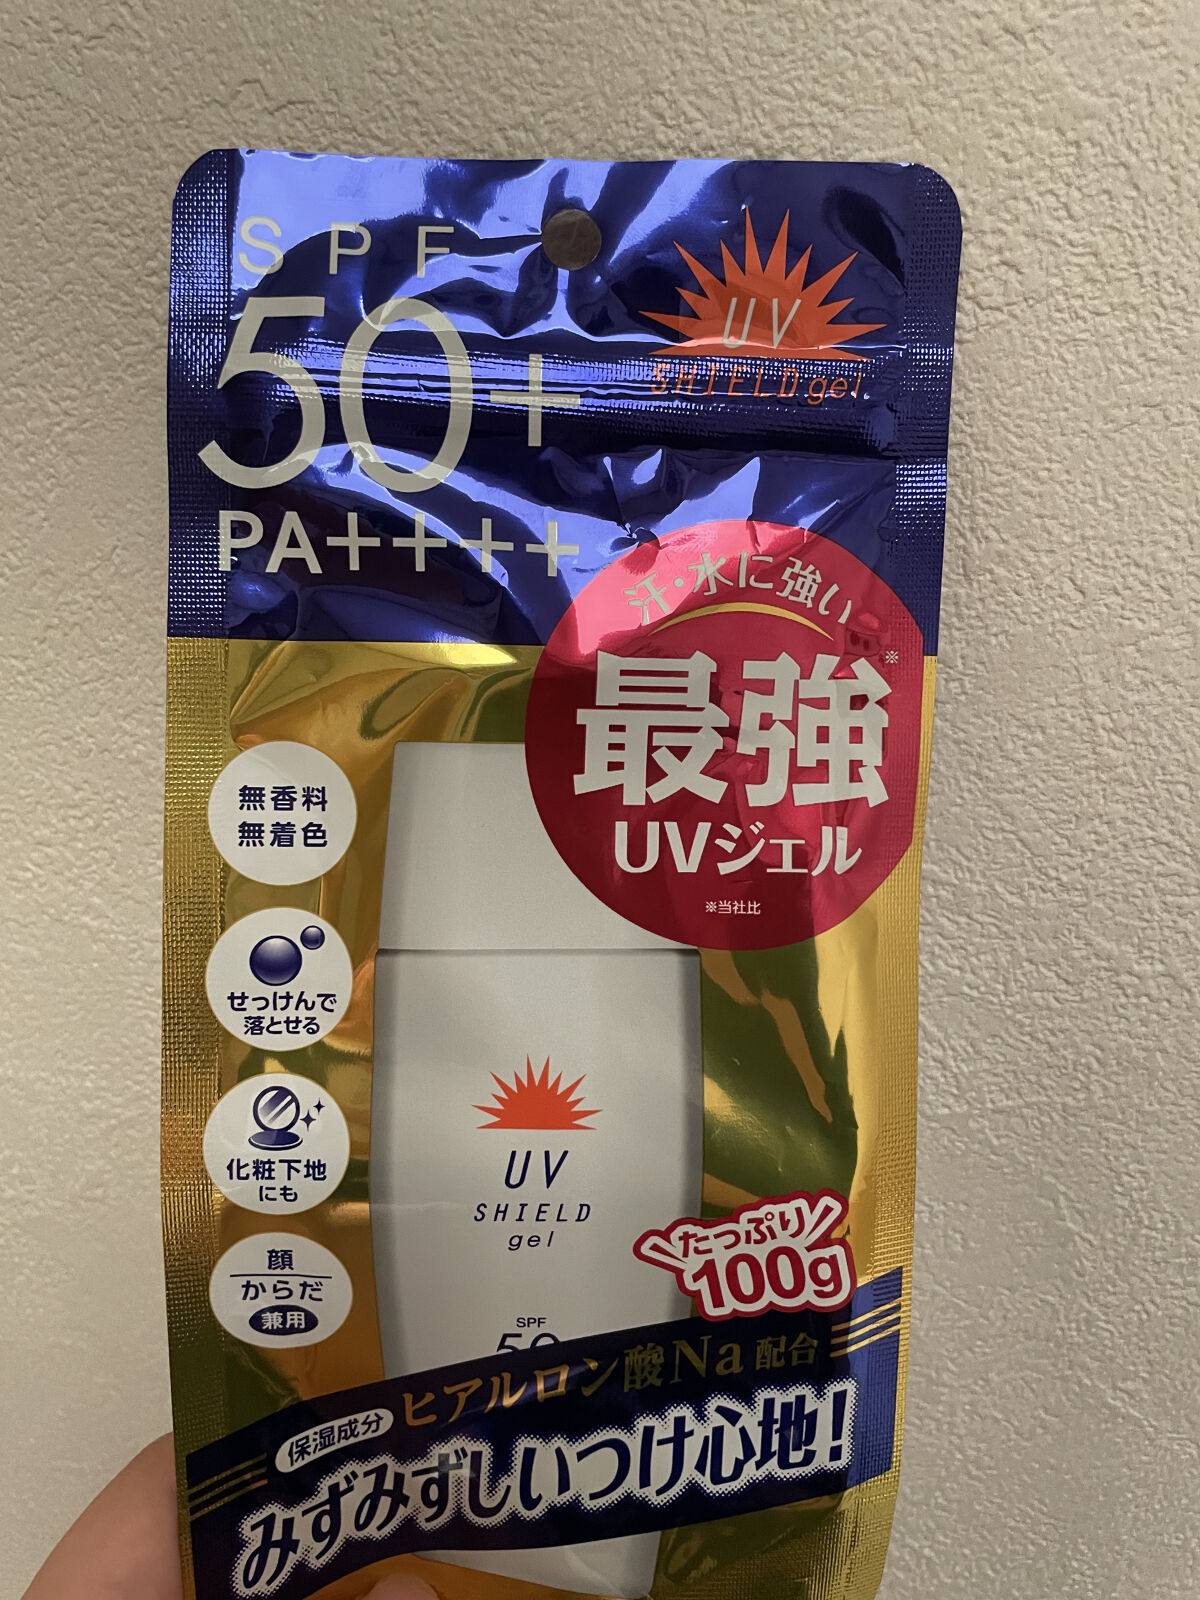 SPF
50+
PA++++
UV
SHIELD gel
汗・水に強い
最強※
UVジェル
※当社比
無香料
無着色
せっけんで
落とせる
化粧下地
にも
顔
からだ
兼用
UV
SHIELD
gel
SPF
50
たっぷり
100g
保湿成分 ヒアルロン酸Na配合
みずみずしいつけ心地!